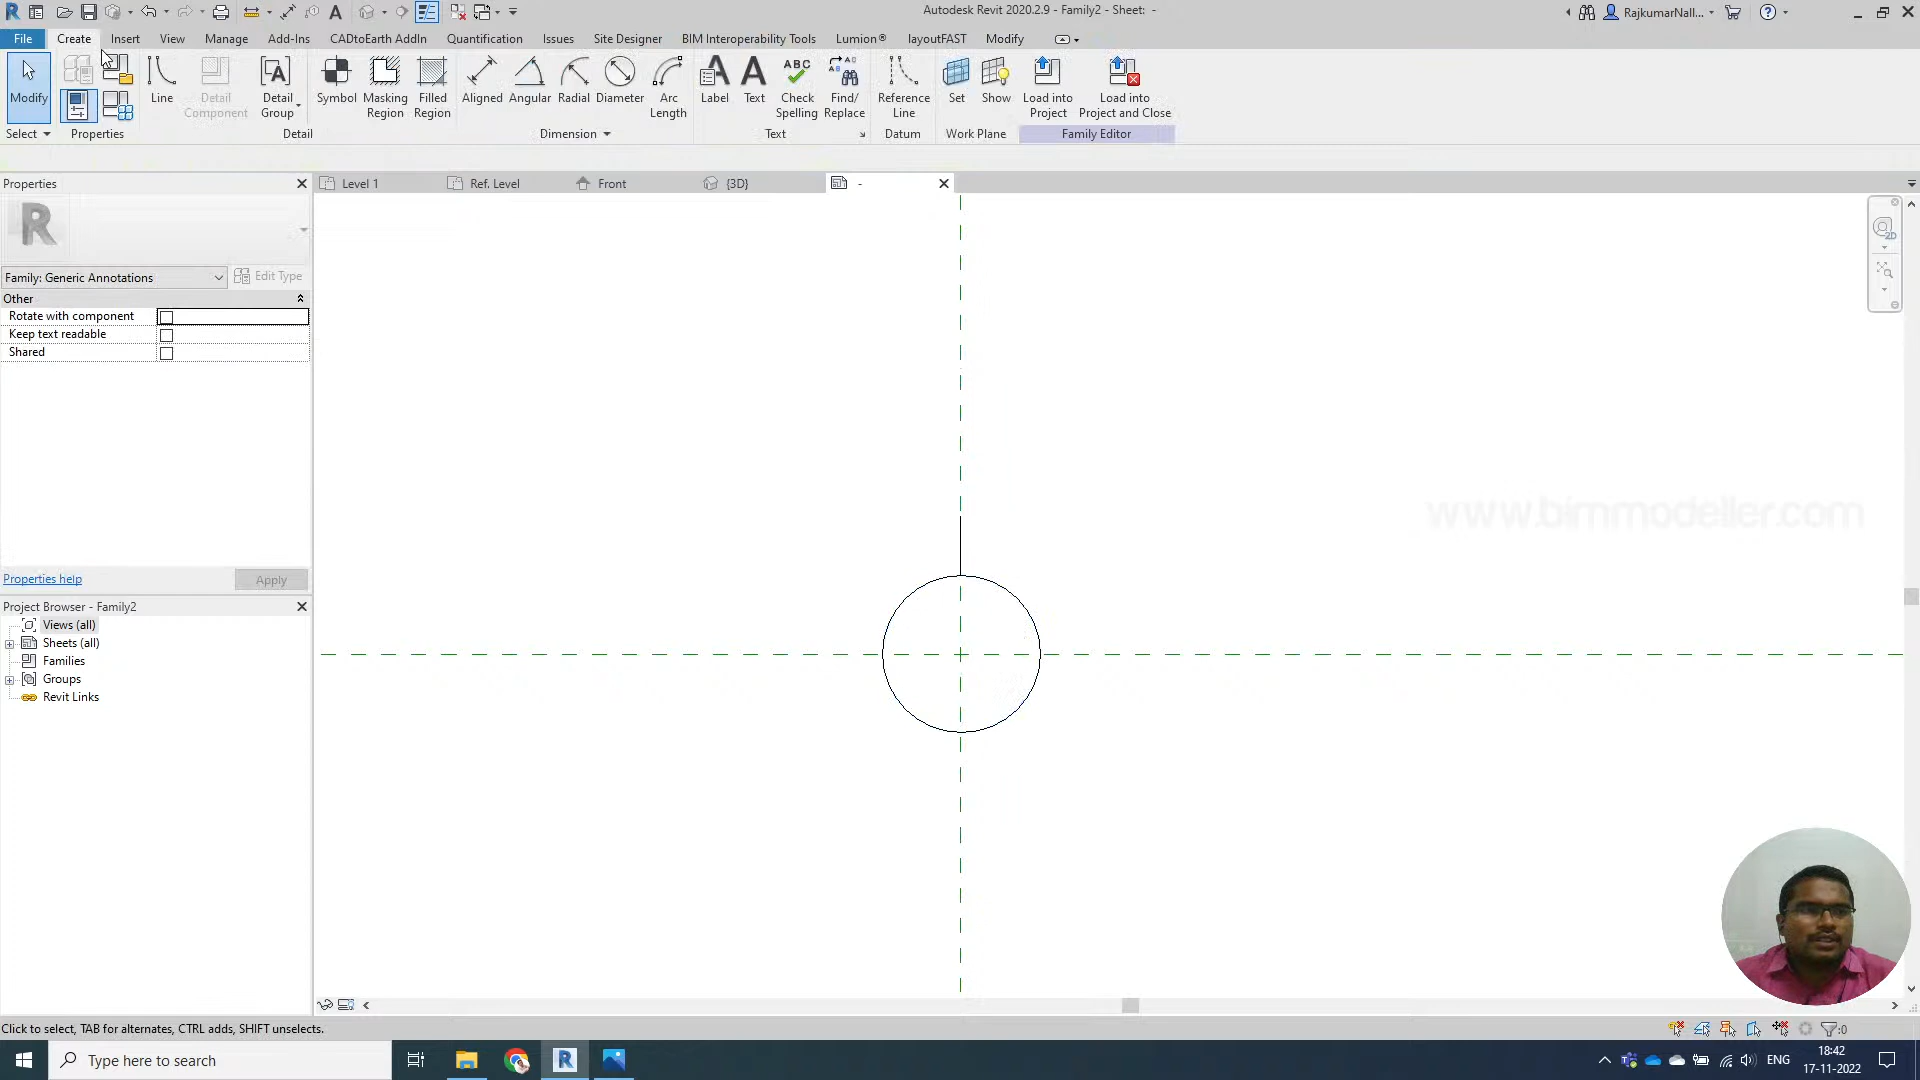 Autodesk Revit 2020.2.9 - Family2 - Sheet: -
RajkumarNall...
File Create Insert View Manage Add-Ins CADtoEarth AddIn Quantification Issues Site Designer BIM Interoperability Tools Lumion® layoutFAST Modify
Modify
Line
Detail Component
Detail Group
Symbol
Masking Region
Filled Region
Aligned
Angular
Radial
Diameter
Arc Length
Label
Text
ABC
Check Spelling
Find/ Replace
Reference Line
Set
Show
Load into Project
Load into Project and Close
Select Properties Detail Dimension Text Datum Work Plane Family Editor
Properties
Level 1
Ref. Level
Front
{3D}
-
Family: Generic Annotations
Edit Type
Other
Rotate with component
Keep text readable
Shared
www.bimmodeller.com
Properties help
Apply
Project Browser - Family2
Views (all)
Sheets (all)
Families
Groups
Revit Links
Click to select, TAB for alternates, CTRL adds, SHIFT unselects.
:0
Type here to search
ENG
18:42
17-11-2022